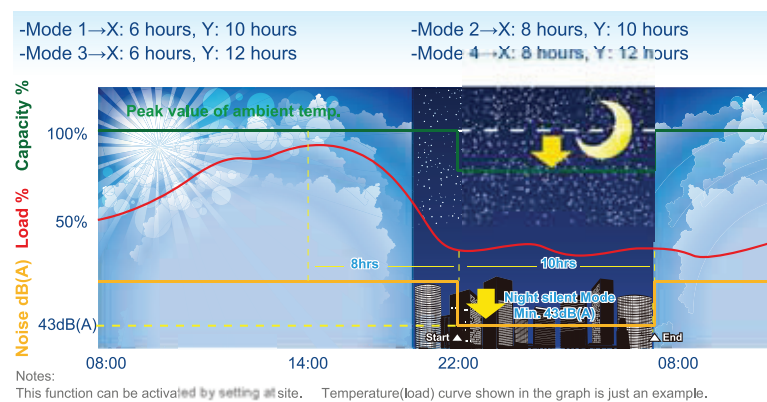 -Mode 1→X: 6 hours, Y: 10 hours
-Mode 2→X: 8 hours, Y: 10 hours
-Mode 3→X: 6 hours, Y: 12 hours
-Mode 4→X: 8 hours, Y: 12 hours
Capacity %
Load %
Noise dB(A)
Peak value of ambient temp.
100%
50%
8hrs
10hrs
Night silent Mode
Min. 43dB(A)
43dB(A)
Start
End
08:00
14:00
22:00
08:00
Notes:
This function can be activated by setting at site. Temperature(load) curve shown in the graph is just an example.